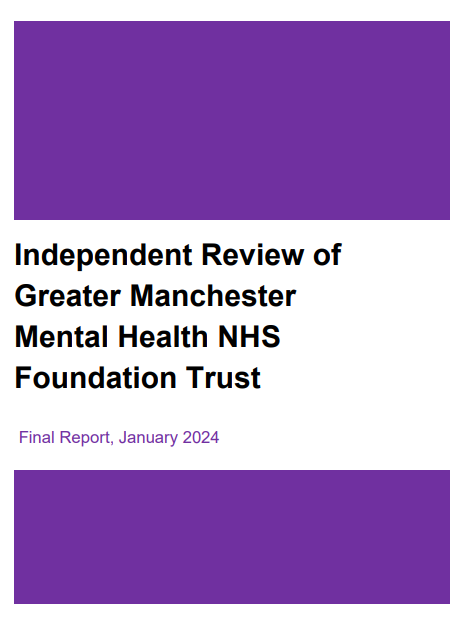 Independent Review of
Greater Manchester
Mental Health NHS
Foundation Trust
Final Report, January 2024